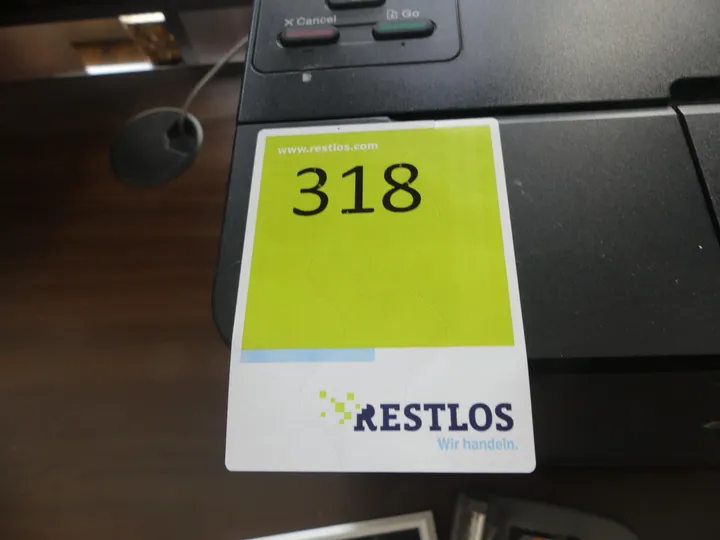 × Cancel
Go
www.restlos.com
318
RESTLOS
Wir handeln.